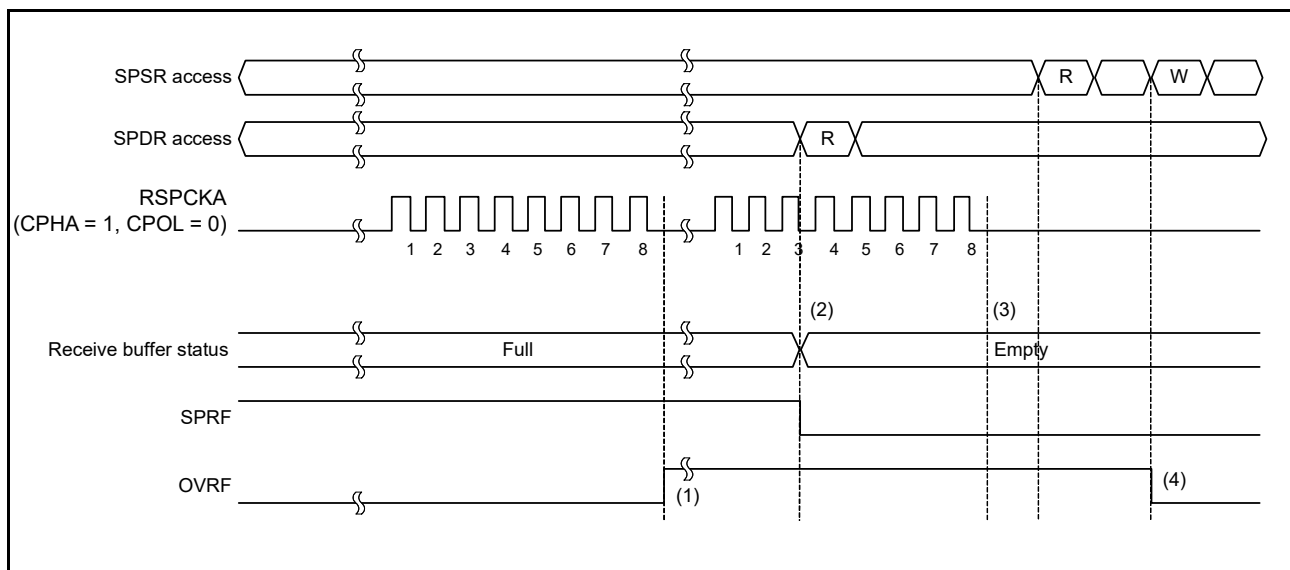 SPSR access
R
W
SPDR access
R
RSPCKA
(CPHA = 1, CPOL = 0)
1 2 3 4 5 6 7 8 1 2 3 4 5 6 7 8
(2) (3)
Receive buffer status Full Empty
SPRF
OVRF (1) (4)